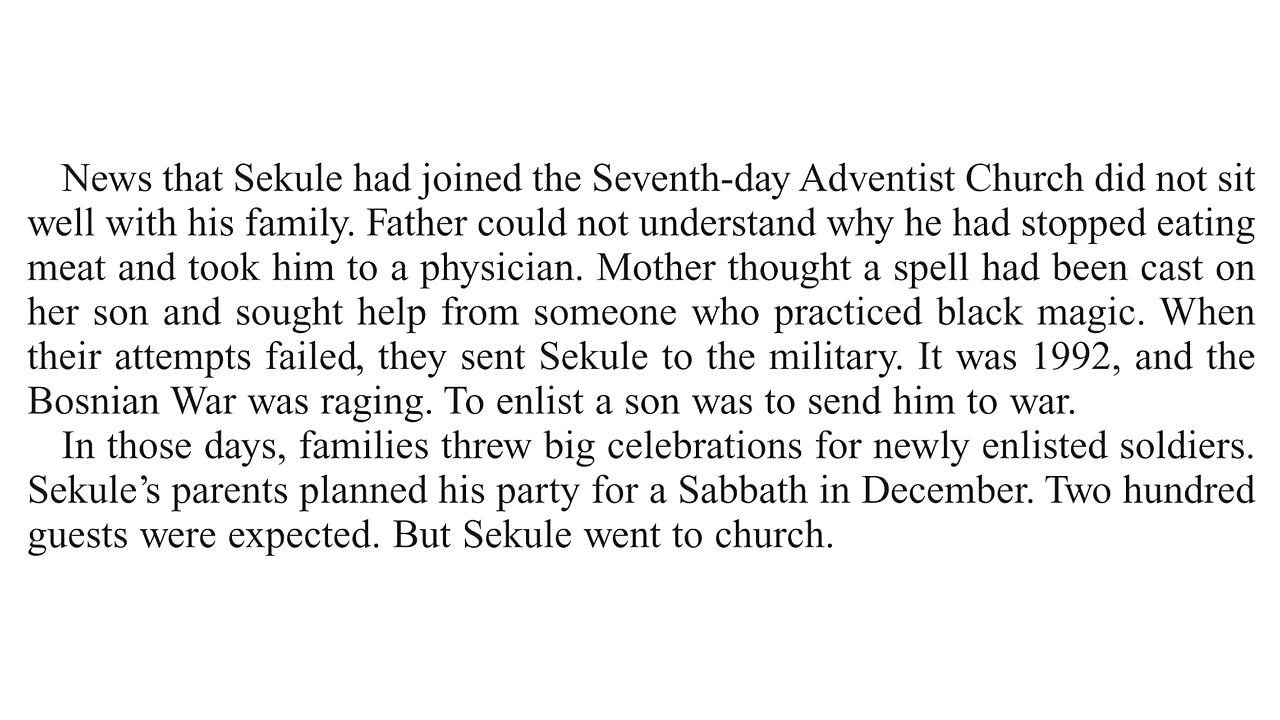 News that Sekule had joined the Seventh-day Adventist Church did not sit
well with his family. Father could not understand why he had stopped eating
meat and took him to a physician. Mother thought a spell had been cast on
her son and sought help from someone who practiced black magic. When
their attempts failed, they sent Sekule to the military. It was 1992, and the
Bosnian War was raging. To enlist a son was to send him to war.
In those days, families threw big celebrations for newly enlisted soldiers.
Sekule’s parents planned his party for a Sabbath in December. Two hundred
guests were expected. But Sekule went to church.